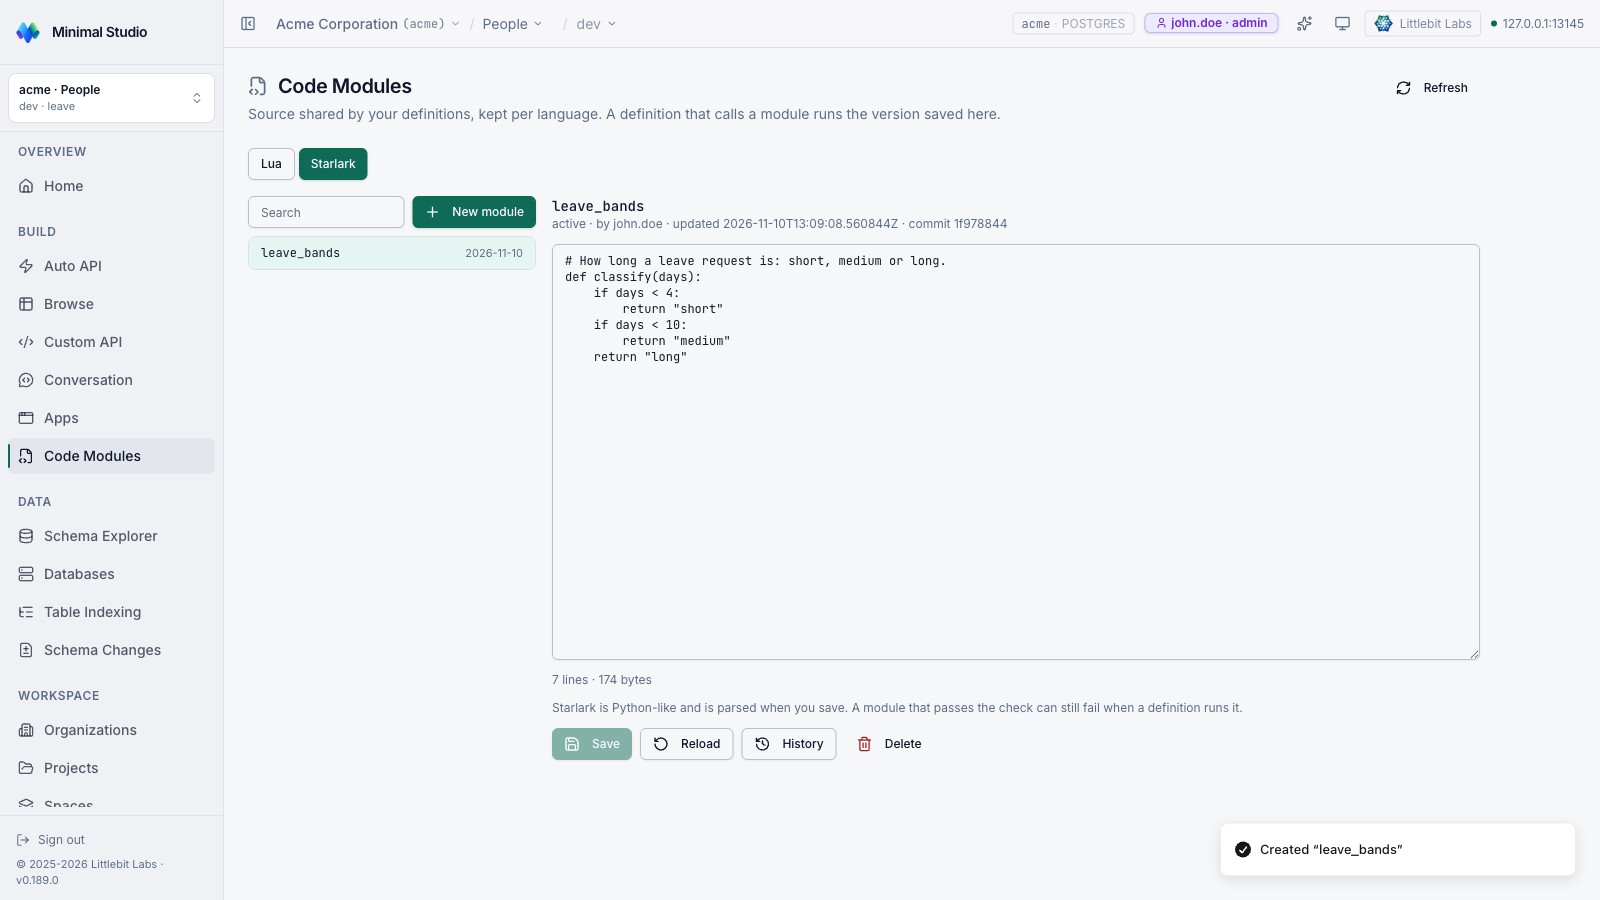 Minimal Studio
acme · People
dev · leave
OVERVIEW
Home
BUILD
Auto API
Browse
Custom API
Conversation
Apps
Code Modules
DATA
Schema Explorer
Databases
Table Indexing
Schema Changes
WORKSPACE
Organizations
Projects
Spaces
Sign out
© 2025-2026 Littlebit Labs ·
v0.189.0
Acme Corporation (acme) / People / dev
acme · POSTGRES
john.doe · admin
Littlebit Labs
127.0.0.1:13145
Code Modules
Refresh
Source shared by your definitions, kept per language. A definition that calls a module runs the version saved here.
Lua
Starlark
Search
New module
leave_bands 2026-11-10
leave_bands
active · by john.doe · updated 2026-11-10T13:09:08.560844Z · commit 1f978844
# How long a leave request is: short, medium or long.
def classify(days):
    if days < 4:
        return "short"
    if days < 10:
        return "medium"
    return "long"
7 lines · 174 bytes
Starlark is Python-like and is parsed when you save. A module that passes the check can still fail when a definition runs it.
Save
Reload
History
Delete
Created “leave_bands”